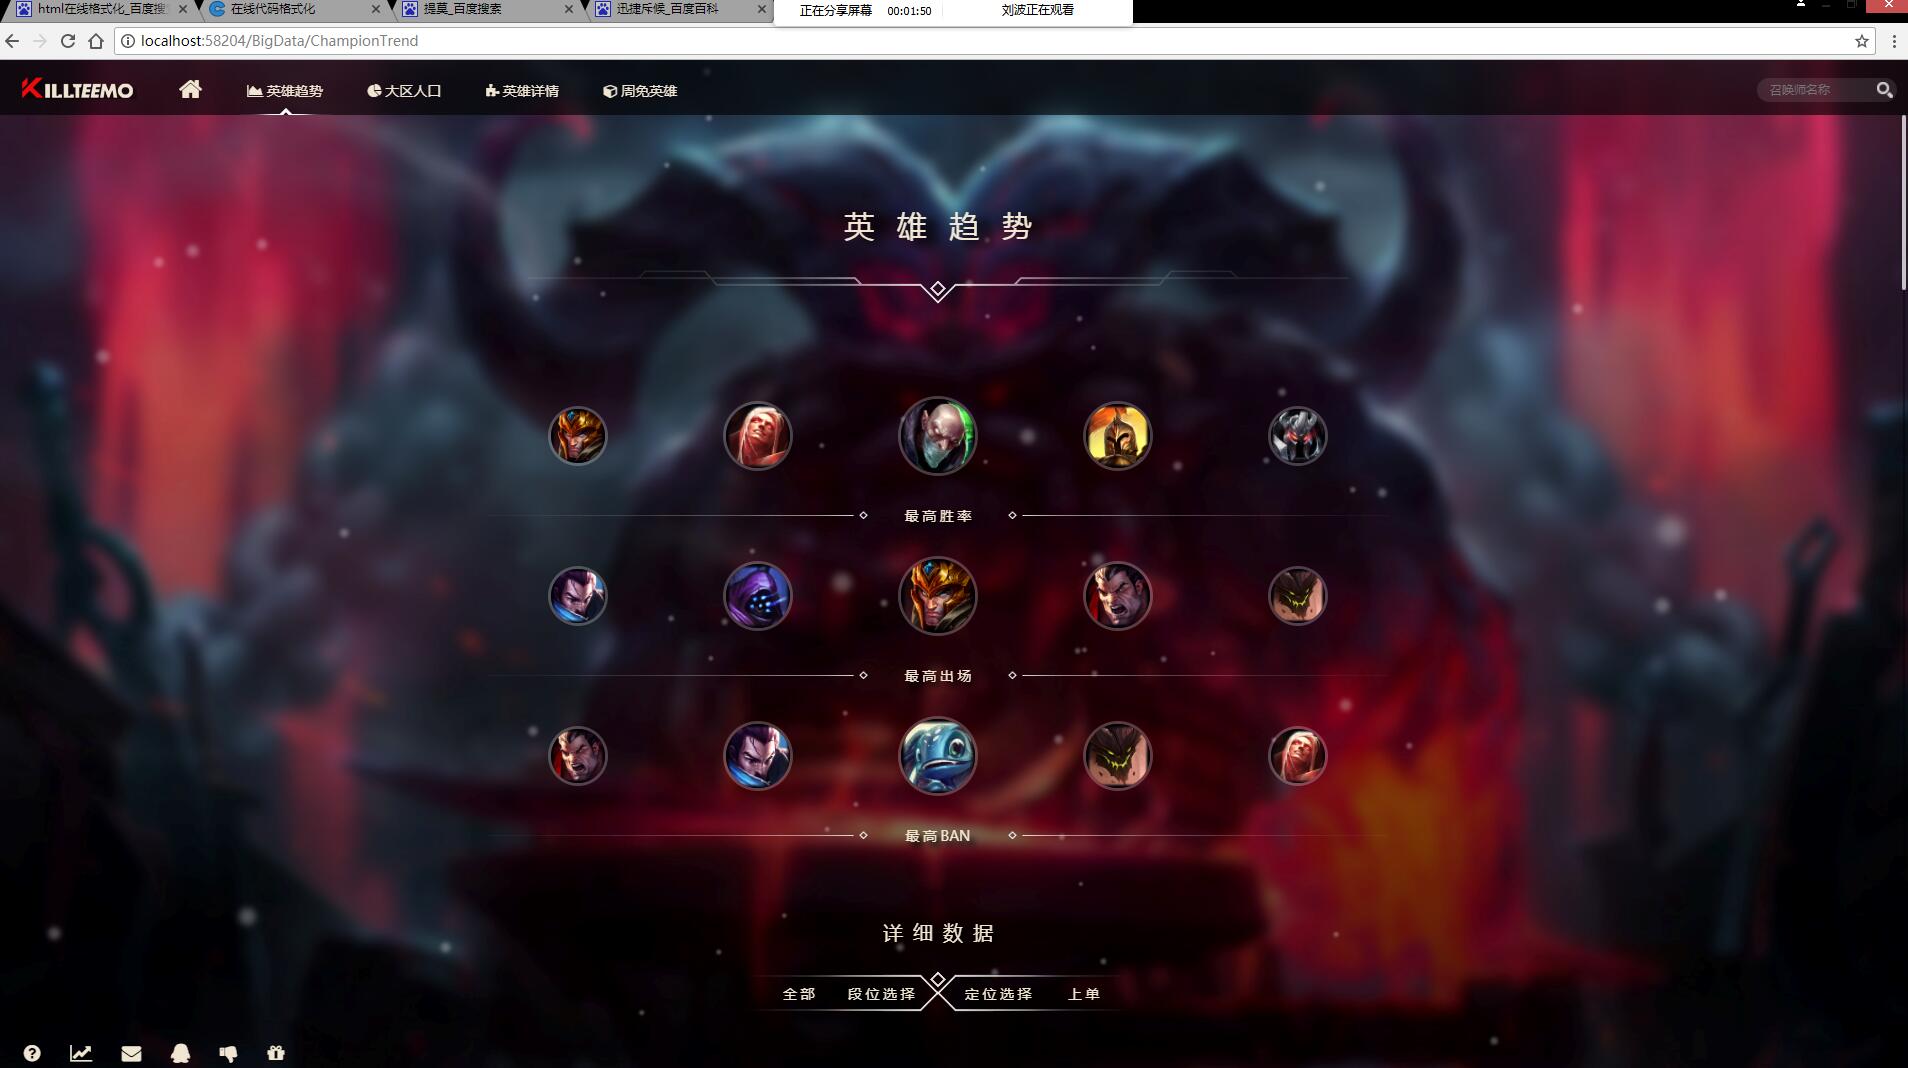 html在线格式化_百度搜
在线代码格式化
提莫_百度搜索
迅捷斥候_百度百科
正在分享屏幕 00:01:50 刘波正在观看
localhost:58204/BigData/ChampionTrend
KILLTEEMO
英雄趋势
大区人口
英雄详情
周免英雄
召唤师名称
英雄趋势
最高胜率
最高出场
最高BAN
详细数据
全部 段位选择 定位选择 上单